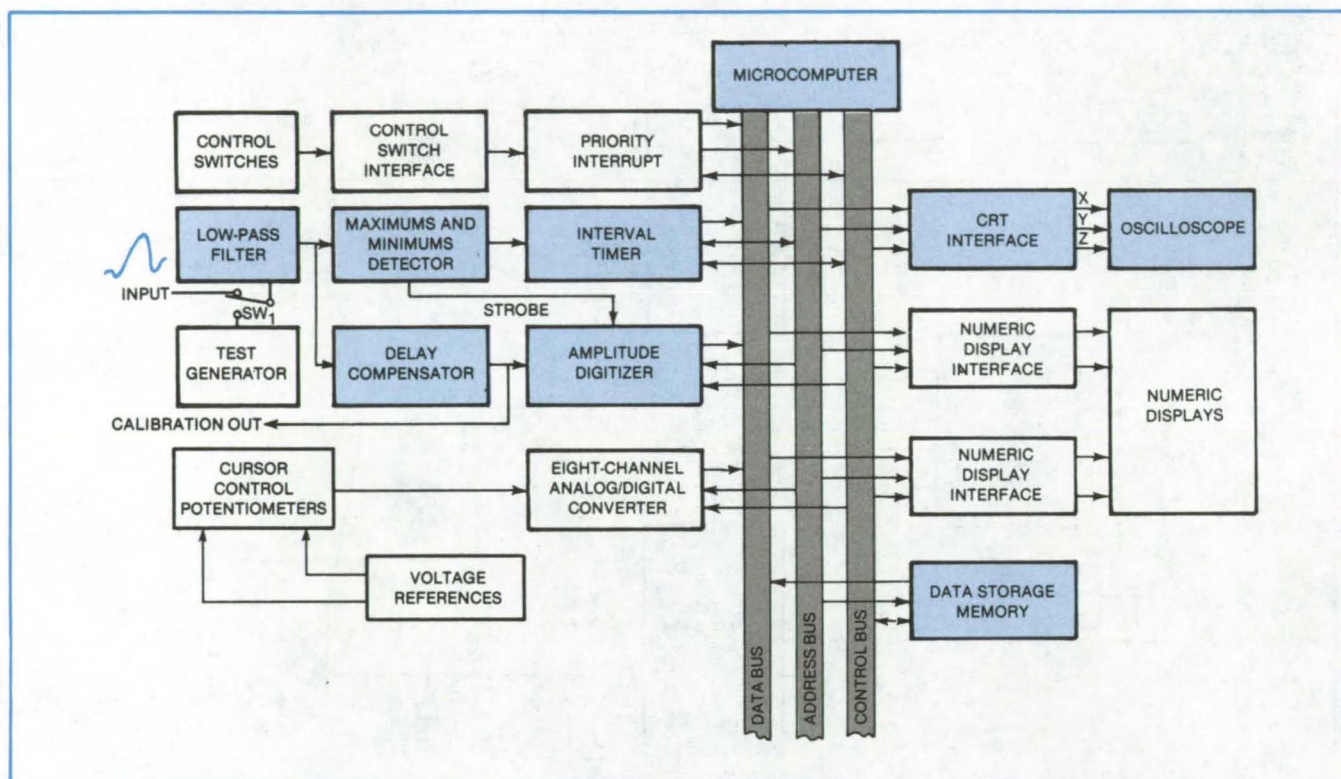 MICROCOMPUTER
CONTROL
SWITCHES
CONTROL
SWITCH
INTERFACE
PRIORITY
INTERRUPT
LOW-PASS
FILTER
MAXIMUMS AND
MINIMUMS
DETECTOR
INTERVAL
TIMER
CRT
INTERFACE
X
Y
Z
OSCILLOSCOPE
INPUT
SW1
STROBE
TEST
GENERATOR
DELAY
COMPENSATOR
AMPLITUDE
DIGITIZER
NUMERIC
DISPLAY
INTERFACE
NUMERIC
DISPLAYS
CALIBRATION OUT
CURSOR
CONTROL
POTENTIOMETERS
EIGHT-CHANNEL
ANALOG/DIGITAL
CONVERTER
NUMERIC
DISPLAY
INTERFACE
VOLTAGE
REFERENCES
DATA STORAGE
MEMORY
DATA BUS
ADDRESS BUS
CONTROL BUS